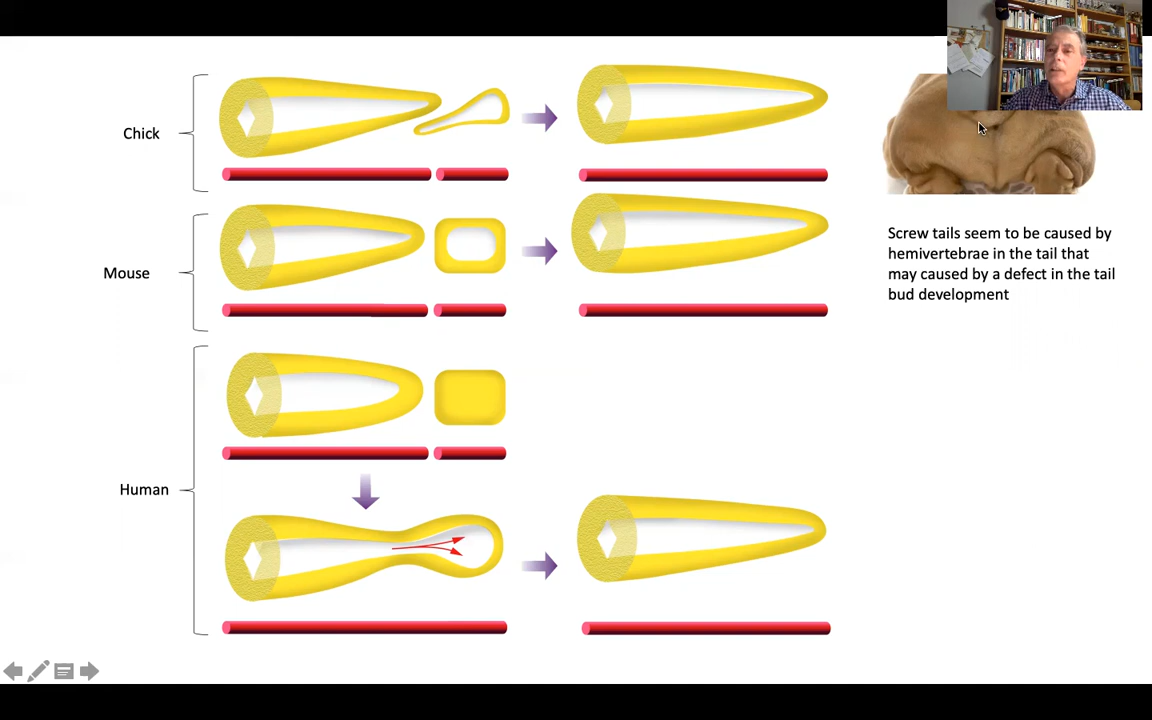 Chick
Mouse
Human
Screw tails seem to be caused by
hemivertebrae in the tail that
may caused by a defect in the tail
bud development